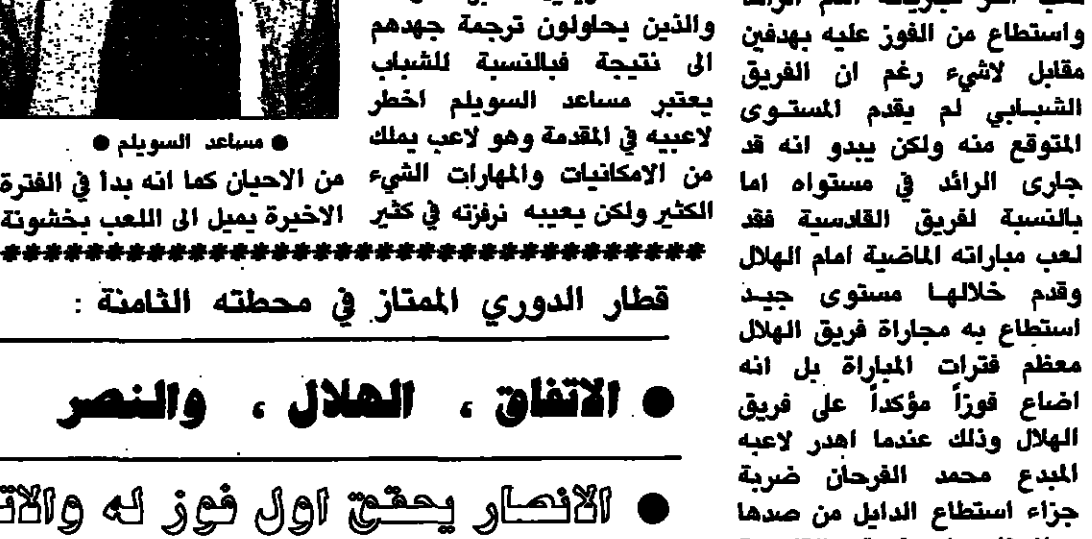 واستطاع من الفوز عليه بهدفين
مقابل لاشيء رغم ان الفريق
الشبابي لم يقدم المستوى
المتوقع منه ولكن يبدو انه قد
جارى الرائد في مستواه اما
بالنسبة لفريق القادسية فقد
لعب مباراته الماضية امام الهلال
وقدم خلالها مستوى جيد
استطاع به مجاراة فريق الهلال
معظم فترات المباراة بل انه
اضاع فوزاً مؤكداً على فريق
الهلال وذلك عندما اهدر لاعبه
المبدع محمد الفرحان ضربة
جزاء استطاع الدايل من صدها
والذين يحاولون ترجمة جهدهم
الى نتيجة فبالنسبة للشباب
يعتبر مساعد السويلم اخطر
لاعبيه في المقدمة وهو لاعب يملك
من الامكانيات والمهارات الشيء
الكثير ولكن يعيبه نرفزته في كثير
● مساعد السويلم ●
من الاحيان كما انه بدأ في الفترة
الاخيرة يميل الى اللعب بخشونة
قطار الدوري الممتاز في محطته الثامنة :
● الاتفاق ، الهلال ، والنصر
● الانصار يحقق اول فوز له والات